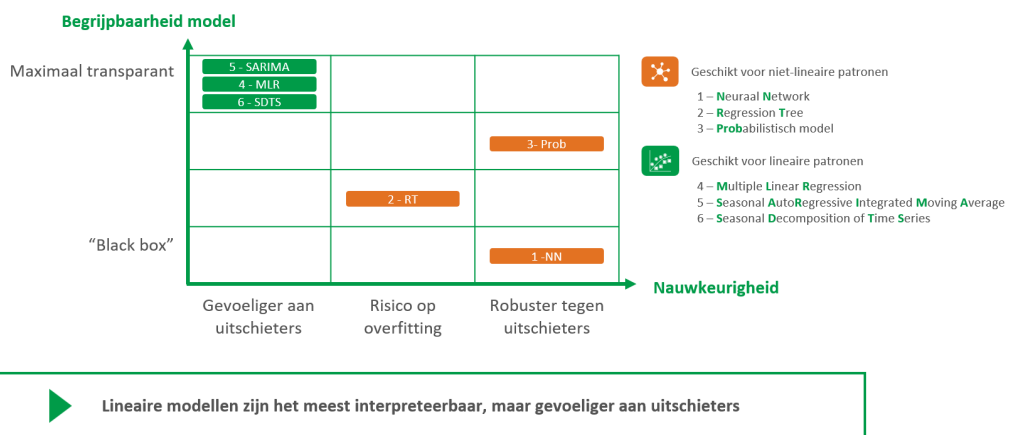 Begrijpbaarheid model
Maximaal transparant
5 - SARIMA
4 - MLR
6 - SDTS
3- Prob
2 - RT
"Black box"
1 -NN
Nauwkeurigheid
Gevoeliger aan
uitschieters
Risico op
overfitting
Robuster tegen
uitschieters
Geschikt voor niet-lineaire patronen
1 – Neuraal Network
2 – Regression Tree
3 – Probabilistisch model
Geschikt voor lineaire patronen
4 – Multiple Linear Regression
5 – Seasonal AutoRegressive Integrated Moving Average
6 – Seasonal Decomposition of Time Series
Lineaire modellen zijn het meest interpreteerbaar, maar gevoeliger aan uitschieters